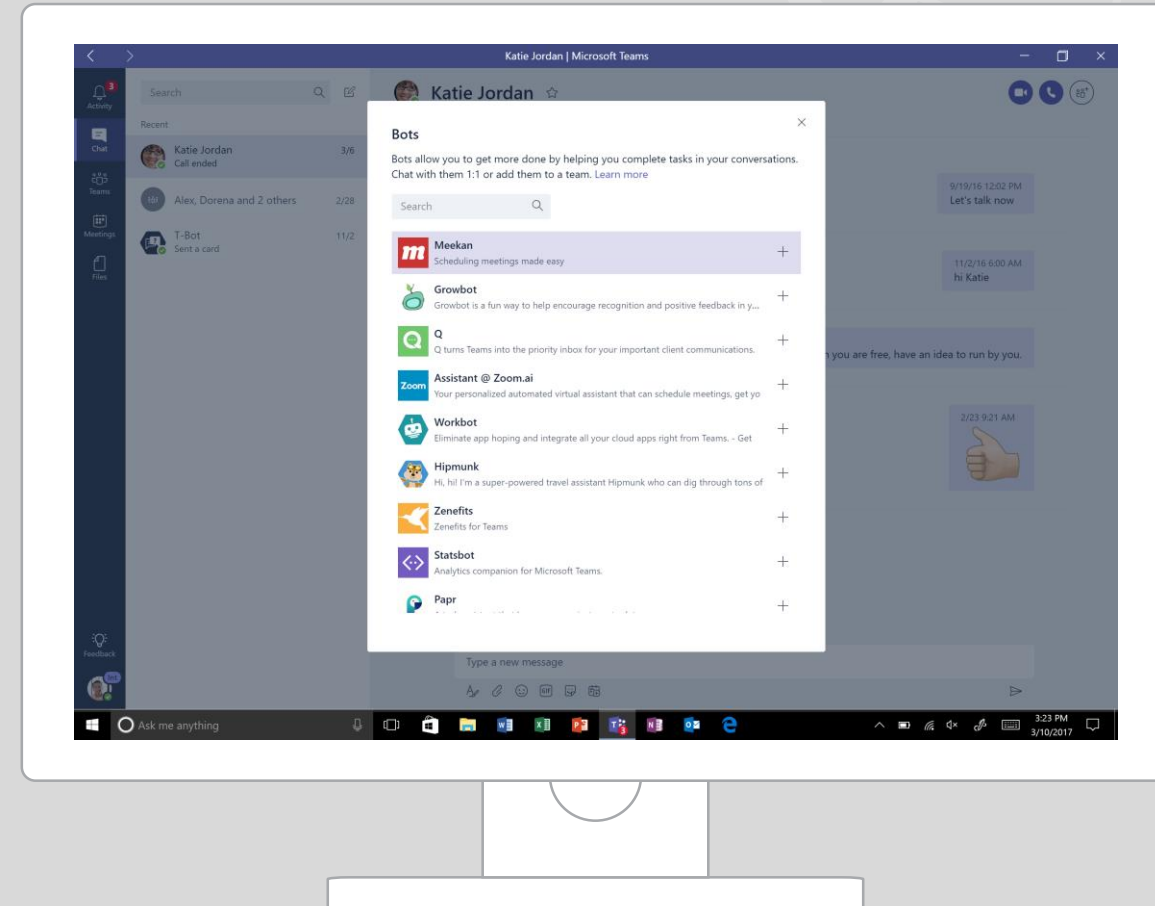 Katie Jordan | Microsoft Teams
3
Activity
Chat
Teams
Meetings
Files
Feedback
Search
Recent
Katie Jordan 3/6
Call ended
Alex, Dorena and 2 others 2/28
T-Bot 11/2
Sent a card
Katie Jordan
9/19/16 12:02 PM
Let's talk now
11/2/16 6:00 AM
hi Katie
you are free, have an idea to run by you.
2/23 9:21 AM
Bots
Bots allow you to get more done by helping you complete tasks in your conversations.
Chat with them 1:1 or add them to a team. Learn more
Search
m
Meekan
Scheduling meetings made easy
Growbot
Growbot is a fun way to help encourage recognition and positive feedback in y...
Q
Q turns Teams into the priority inbox for your important client communications.
Zoom
Assistant @ Zoom.ai
Your personalized automated virtual assistant that can schedule meetings, get yo
Workbot
Eliminate app hoping and integrate all your cloud apps right from Teams. - Get
Hipmunk
Hi, hi! I'm a super-powered travel assistant Hipmunk who can dig through tons of
Zenefits
Zenefits for Teams
Statsbot
Analytics companion for Microsoft Teams.
Papr
Type a new message
GIF
Ask me anything
3:23 PM
3/10/2017